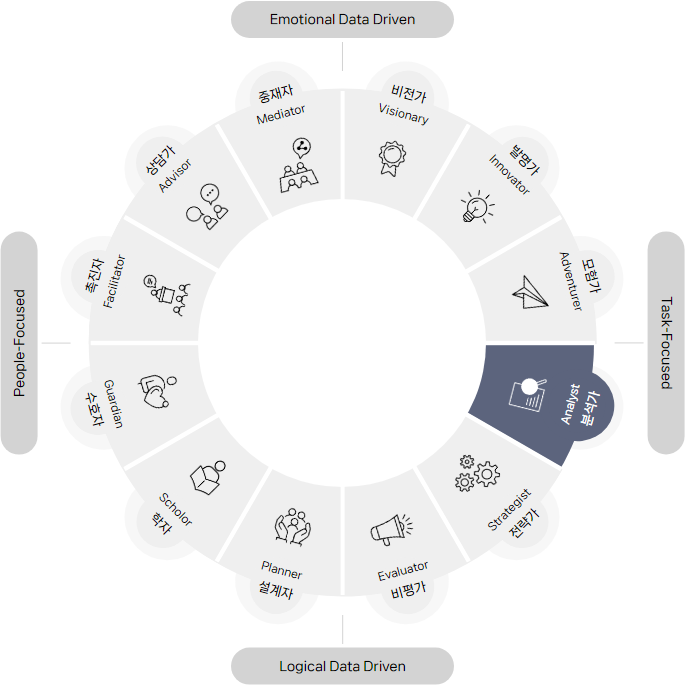 Emotional Data Driven
중재자
Mediator
비전가
Visionary
상담가
Advisor
발명가
Innovator
촉진자
Facilitator
모험가
Adventurer
People-Focused
Task-Focused
Guardian
수호자
Analyst
분석가
Scholor
학자
Strategist
전략가
Planner
설계자
Evaluator
비평가
Logical Data Driven